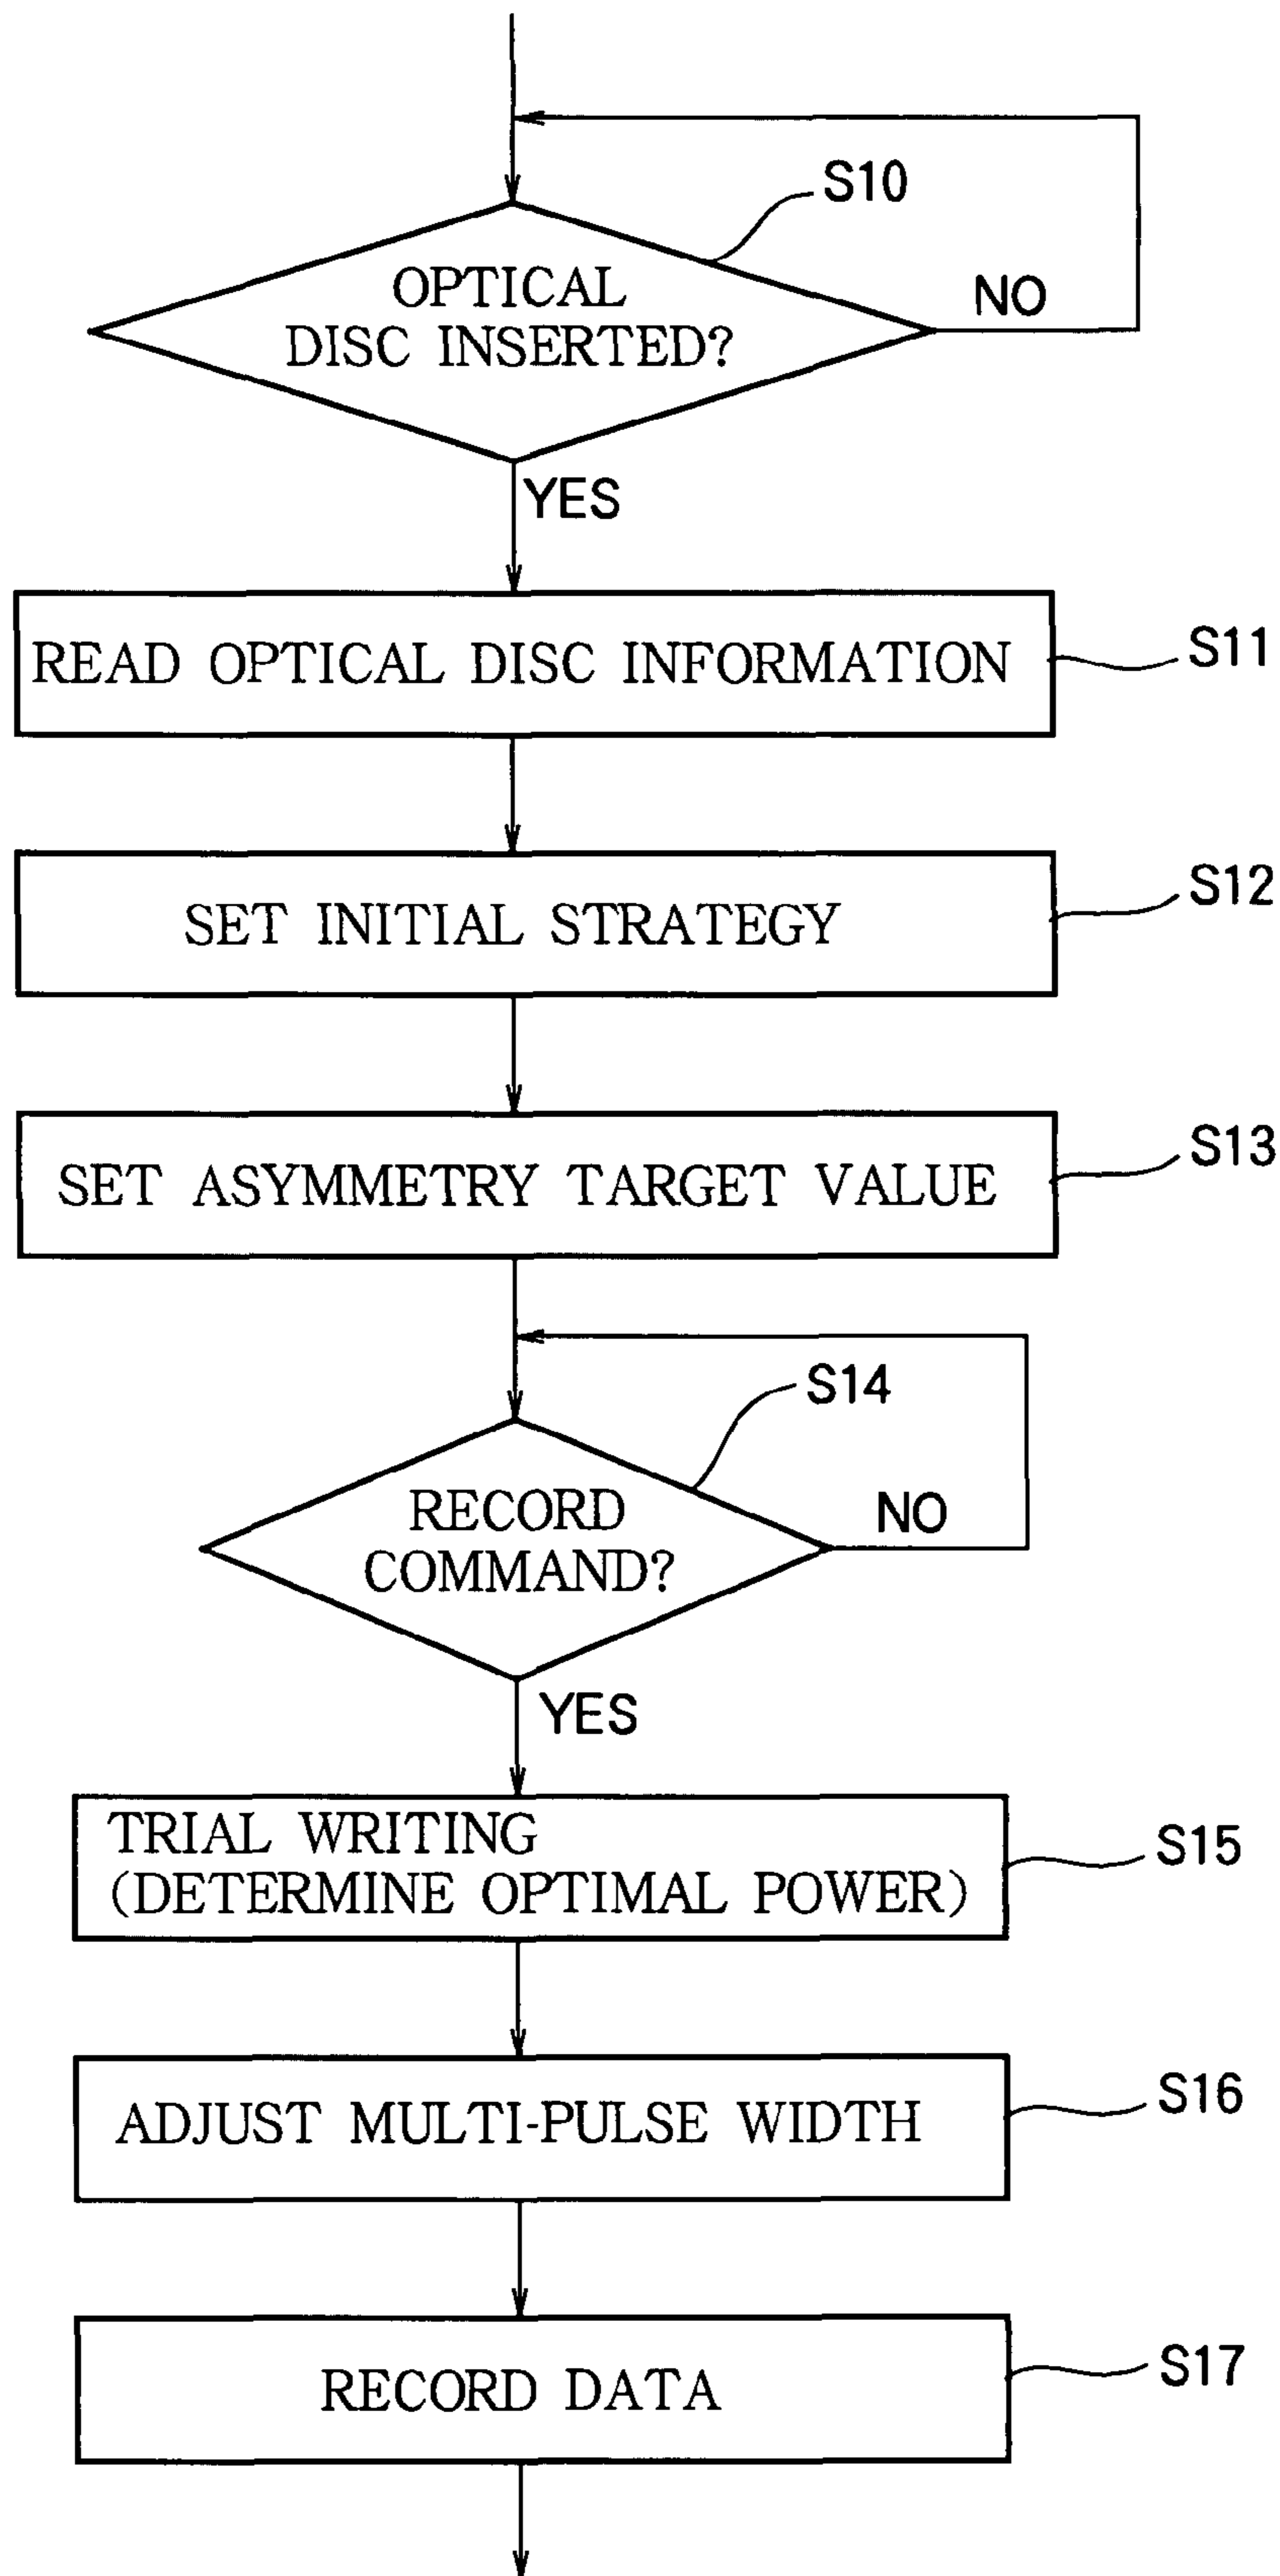 S10
OPTICAL
DISC INSERTED?
NO
YES
READ OPTICAL DISC INFORMATION
S11
SET INITIAL STRATEGY
S12
SET ASYMMETRY TARGET VALUE
S13
S14
RECORD
COMMAND?
NO
YES
TRIAL WRITING
(DETERMINE OPTIMAL POWER)
S15
ADJUST MULTI-PULSE WIDTH
S16
RECORD DATA
S17